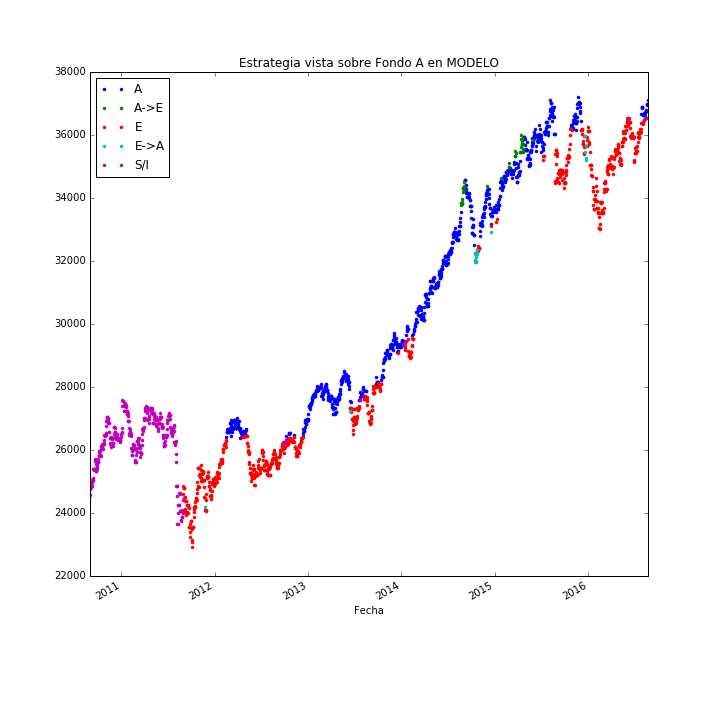 Estrategia vista sobre Fondo A en MODELO
38000
36000
34000
32000
30000
28000
26000
24000
22000
A
A->E
E
E->A
S/I
2011
2012
2013
2014
2015
2016
Fecha